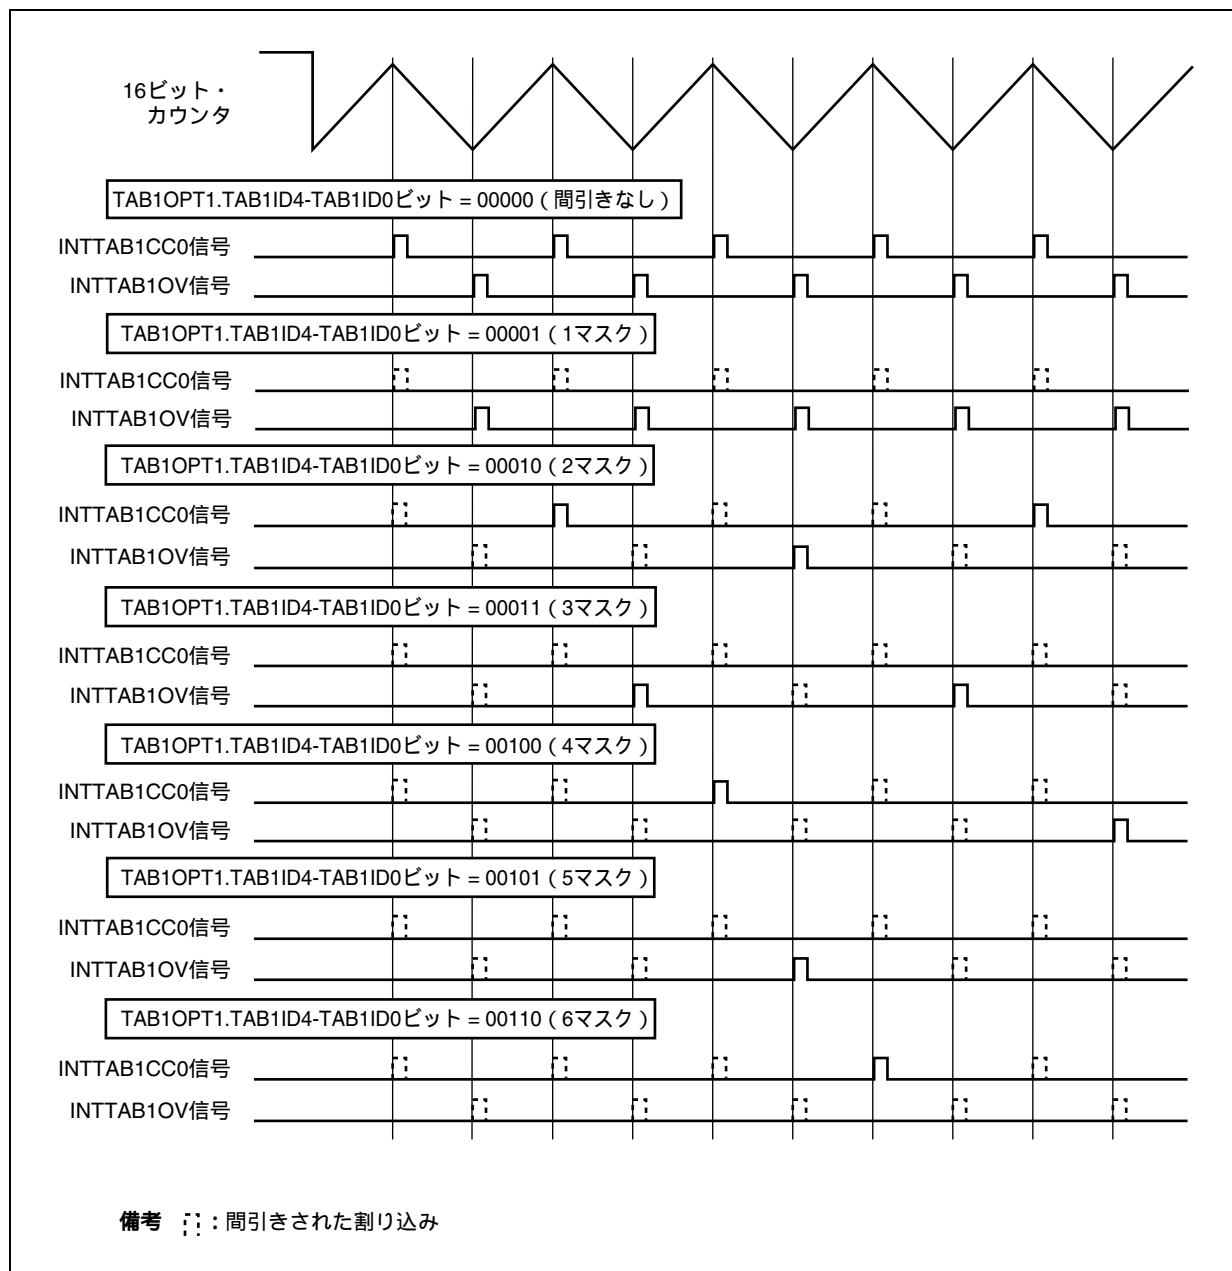 16ビット・
カウンタ
TAB1OPT1.TAB1ID4-TAB1ID0ビット = 00000（間引きなし）
INTTAB1CC0信号
INTTAB1OV信号
TAB1OPT1.TAB1ID4-TAB1ID0ビット = 00001（1マスク）
INTTAB1CC0信号
INTTAB1OV信号
TAB1OPT1.TAB1ID4-TAB1ID0ビット = 00010（2マスク）
INTTAB1CC0信号
INTTAB1OV信号
TAB1OPT1.TAB1ID4-TAB1ID0ビット = 00011（3マスク）
INTTAB1CC0信号
INTTAB1OV信号
TAB1OPT1.TAB1ID4-TAB1ID0ビット = 00100（4マスク）
INTTAB1CC0信号
INTTAB1OV信号
TAB1OPT1.TAB1ID4-TAB1ID0ビット = 00101（5マスク）
INTTAB1CC0信号
INTTAB1OV信号
TAB1OPT1.TAB1ID4-TAB1ID0ビット = 00110（6マスク）
INTTAB1CC0信号
INTTAB1OV信号
備考 ：間引きされた割り込み